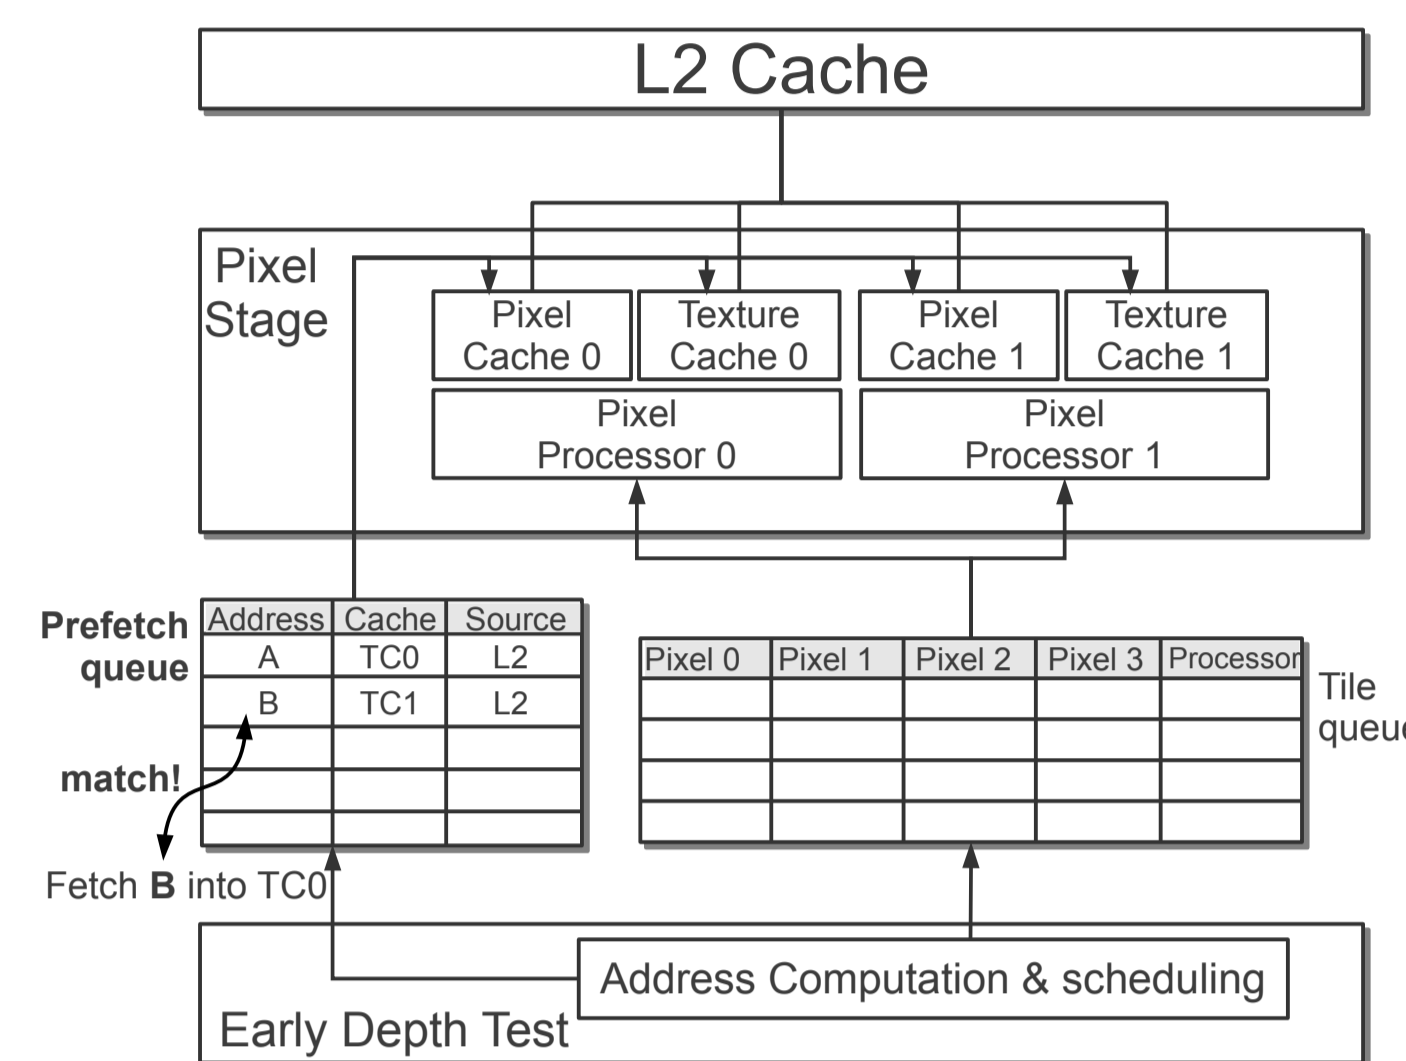 L2 Cache
Pixel
Stage
Pixel
Cache 0
Texture
Cache 0
Pixel
Cache 1
Texture
Cache 1
Pixel
Processor 0
Pixel
Processor 1
Prefetch
queue
Address Cache Source
A TC0 L2
B TC1 L2
match!
Fetch B into TC0
Pixel 0 Pixel 1 Pixel 2 Pixel 3 Processor
Tile
queue
Address Computation & scheduling
Early Depth Test